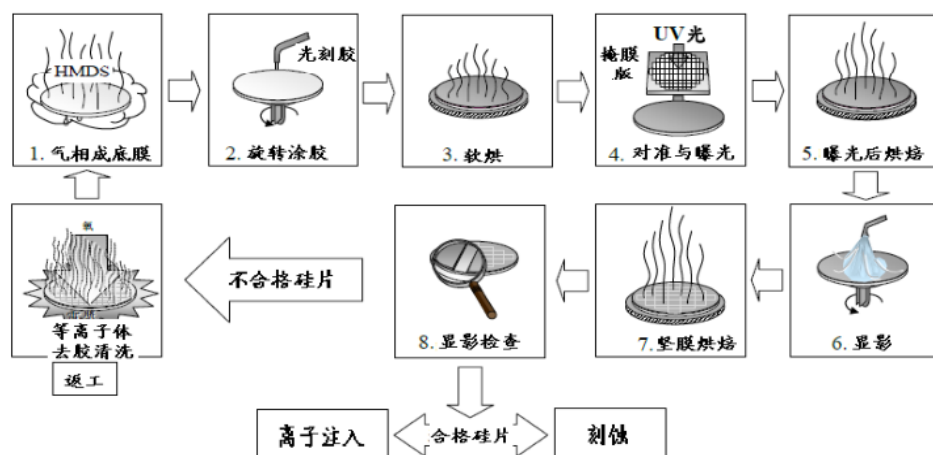 HMDS
1. 气相成底膜
光刻胶
2. 旋转涂胶
3. 软烘
UV光
掩膜
版
4. 对准与曝光
5. 曝光后烘焙
6. 显影
7. 坚膜烘焙
8. 显影检查
不合格硅片
氧
等离子体
去胶清洗
返工
离子注入
合格硅片
刻蚀